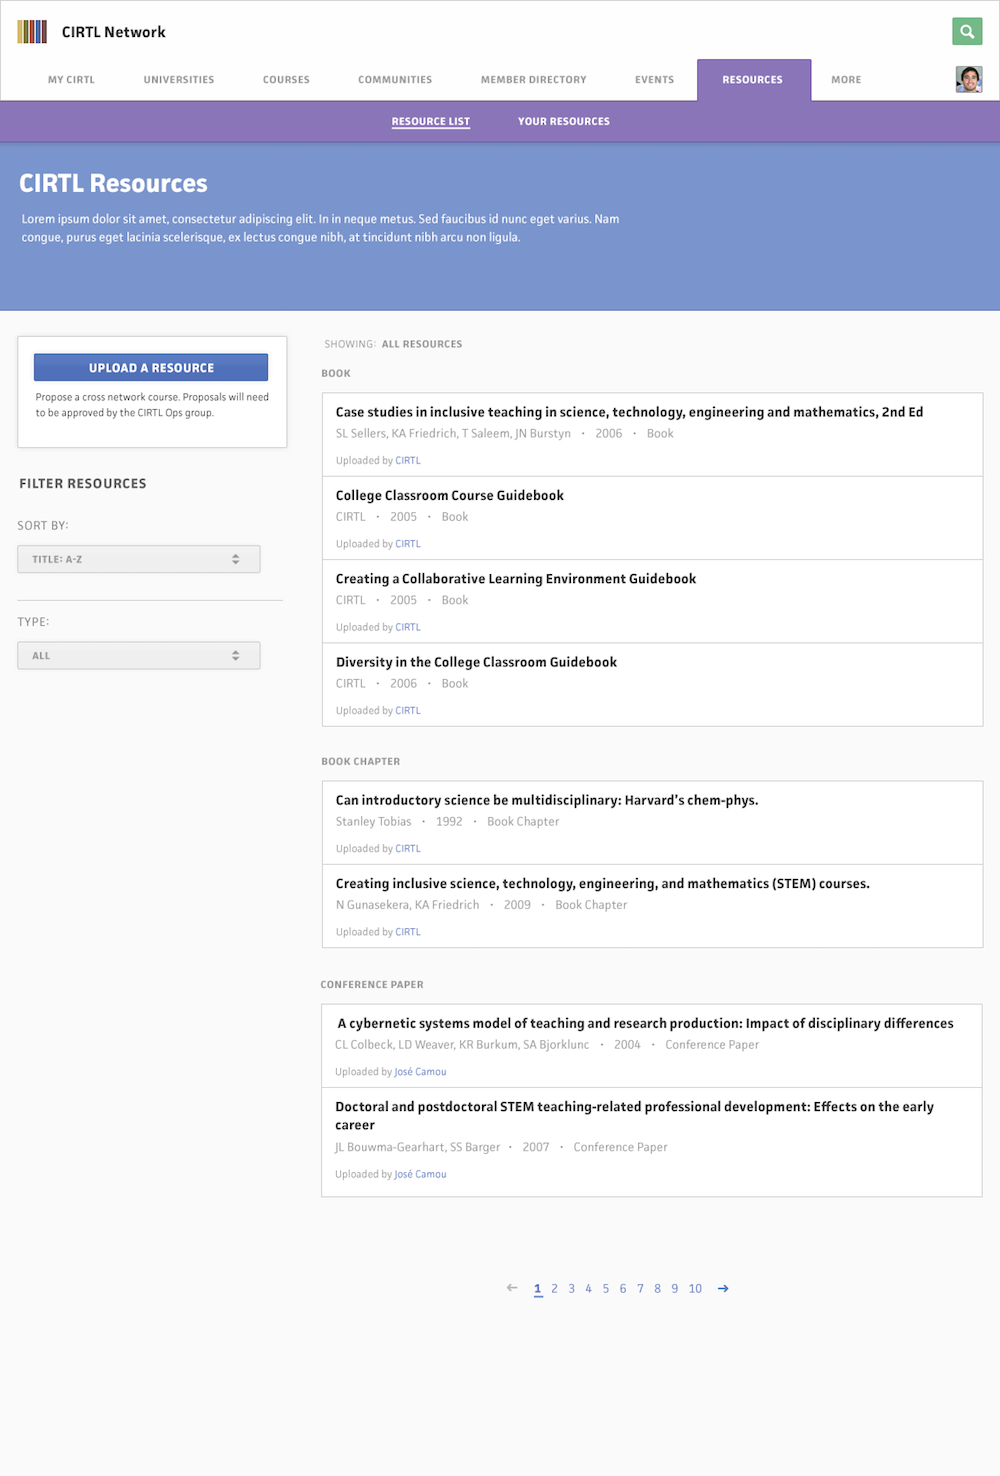 CIRTL Network
MY CIRTL
UNIVERSITIES
COURSES
COMMUNITIES
MEMBER DIRECTORY
EVENTS
RESOURCES
MORE
RESOURCE LIST
YOUR RESOURCES
CIRTL Resources
Lorem ipsum dolor sit amet, consectetur adipiscing elit. In in neque metus. Sed faucibus id nunc eget varius. Nam
congue, purus eget lacinia scelerisque, ex lectus congue nibh, at tincidunt nibh arcu non ligula.
UPLOAD A RESOURCE
Propose a cross network course. Proposals will need
to be approved by the CIRTL Ops group.
FILTER RESOURCES
SORT BY:
TITLE: A-Z
TYPE:
ALL
SHOWING: ALL RESOURCES
BOOK
Case studies in inclusive teaching in science, technology, engineering and mathematics, 2nd Ed
SL Sellers, KA Friedrich, T Saleem, JN Burstyn • 2006 • Book
Uploaded by CIRTL
College Classroom Course Guidebook
CIRTL • 2005 • Book
Uploaded by CIRTL
Creating a Collaborative Learning Environment Guidebook
CIRTL • 2005 • Book
Uploaded by CIRTL
Diversity in the College Classroom Guidebook
CIRTL • 2006 • Book
Uploaded by CIRTL
BOOK CHAPTER
Can introductory science be multidisciplinary: Harvard's chem-phys.
Stanley Tobias • 1992 • Book Chapter
Uploaded by CIRTL
Creating inclusive science, technology, engineering, and mathematics (STEM) courses.
N Gunasekera, KA Friedrich • 2009 • Book Chapter
Uploaded by CIRTL
CONFERENCE PAPER
A cybernetic systems model of teaching and research production: Impact of disciplinary differences
CL Colbeck, LD Weaver, KR Burkum, SA Bjorklunc • 2004 • Conference Paper
Uploaded by José Camou
Doctoral and postdoctoral STEM teaching-related professional development: Effects on the early
career
JL Bouwma-Gearhart, SS Barger • 2007 • Conference Paper
Uploaded by José Camou
← 1 2 3 4 5 6 7 8 9 10 →